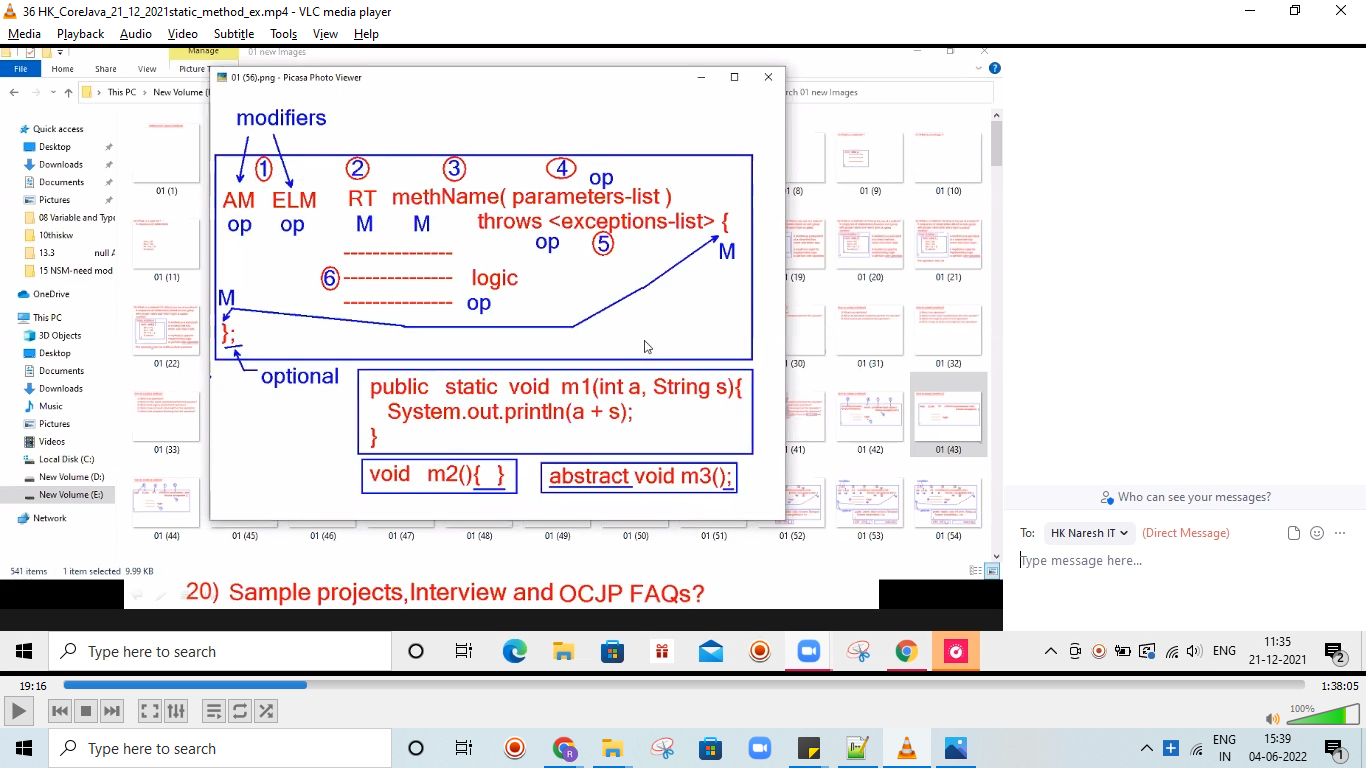 36 HK_CoreJava_21_12_2021static_method_ex.mp4 - VLC media player
Media Playback Audio Video Subtitle Tools View Help
Manage 01 new Images
File Home Share View Picture
This PC > New Volume ( rch 01 new Images
01 (56).png - Picasa Photo Viewer
Quick access
Desktop
Downloads
Documents
Pictures
08 Variable and Type
10thiskw
13.3 null A
15 NSM-need mod
OneDrive
This PC
3D Objects
Desktop
Documents
Downloads
Music
Pictures
Videos
Local Disk (C:)
New Volume (D:)
New Volume (E:)
Network
modifiers
1 2 3 4 op
AM ELM RT methName( parameters-list )
op op M M throws <exceptions-list> {
op 5 M
6 logic
op
M
};
optional
public static void m1(int a, String s){
System.out.println(a + s);
}
void m2(){ } abstract void m3();
01 (1) (8) 01 (9) 01 (10)
01 (11) (19) 01 (20) 01 (21)
01 (22) (30) 01 (31) 01 (32)
01 (33) (41) 01 (42) 01 (43)
01 (44) 01 (45) 01 (46) 01 (47) 01 (48) 01 (49) 01 (50) 01 (51) 01 (52) 01 (53) 01 (54)
541 items 1 item selected 9.99 KB
20) Sample projects,Interview and OCJP FAQs?
Who can see your messages?
To: HK Naresh IT (Direct Message)
Type message here...
Type here to search
ENG 11:35
21-12-2021 2
19:16 1:38:05
100%
Type here to search
R
ENG 15:39
IN 04-06-2022 1